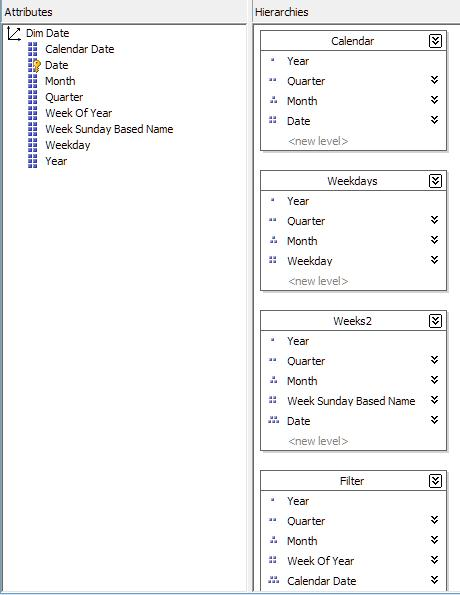 Attributes
Dim Date
Calendar Date
Date
Month
Quarter
Week Of Year
Week Sunday Based Name
Weekday
Year
Hierarchies
Calendar
Year
Quarter
Month
Date
<new level>
Weekdays
Year
Quarter
Month
Weekday
<new level>
Weeks2
Year
Quarter
Month
Week Sunday Based Name
Date
<new level>
Filter
Year
Quarter
Month
Week Of Year
Calendar Date